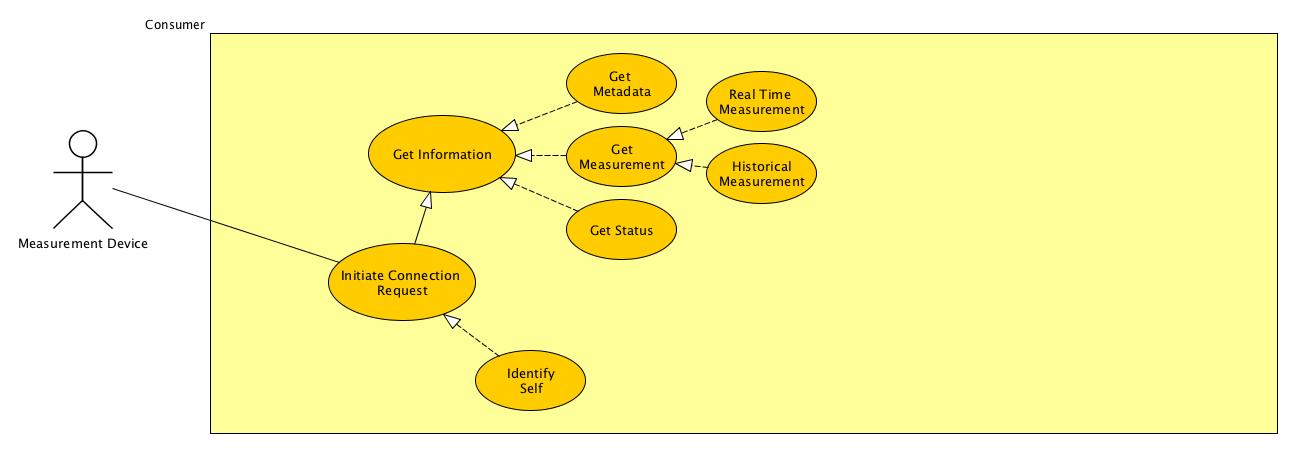 Consumer
Get
Metadata
Real Time
Measurement
Get Information
Get
Measurement
Historical
Measurement
Get Status
Measurement Device
Initiate Connection
Request
Identify
Self